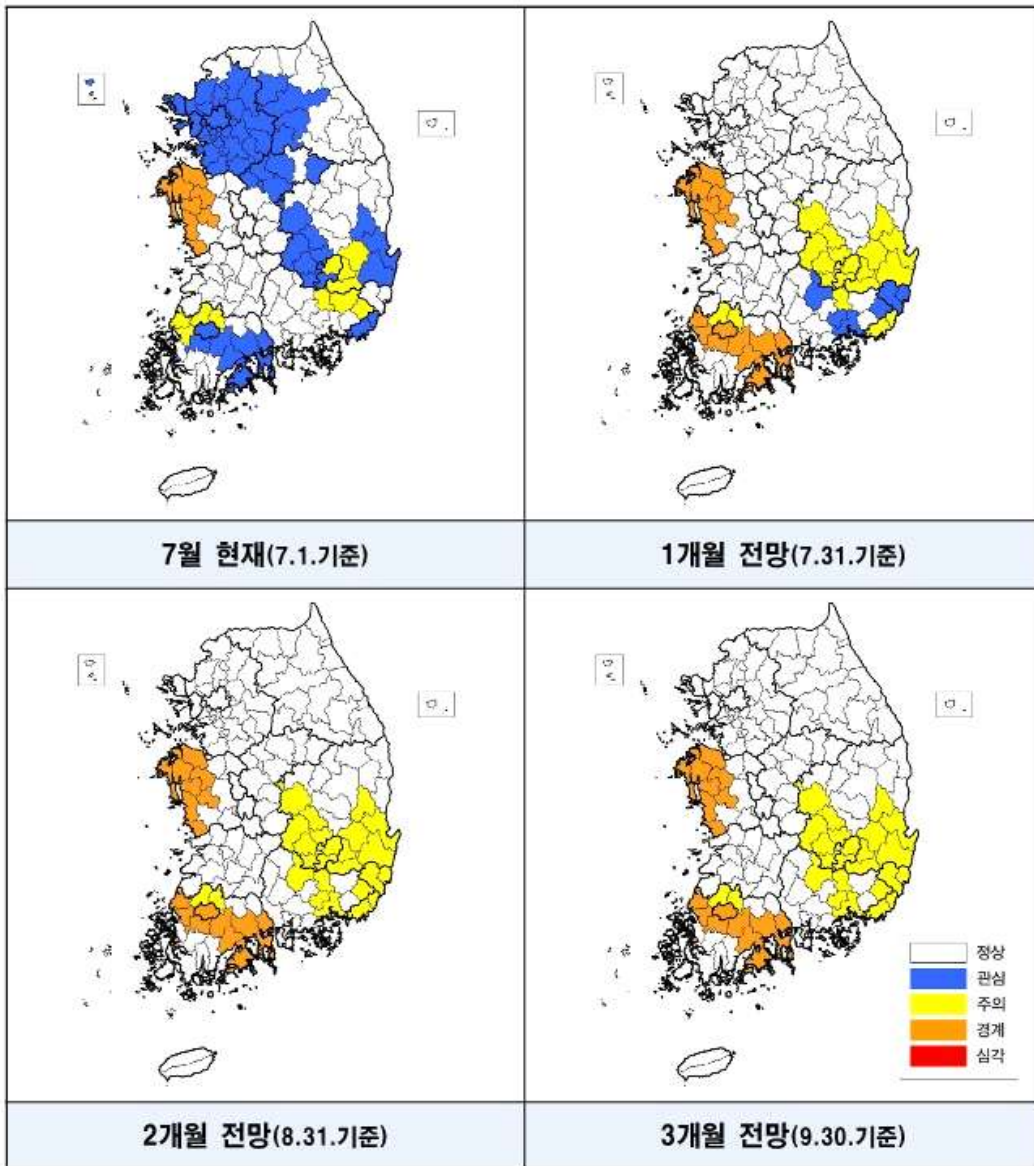 7월 현재(7.1.기준)
1개월 전망(7.31.기준)
정상
관심
주의
경계
심각
2개월 전망(8.31.기준)
3개월 전망(9.30.기준)